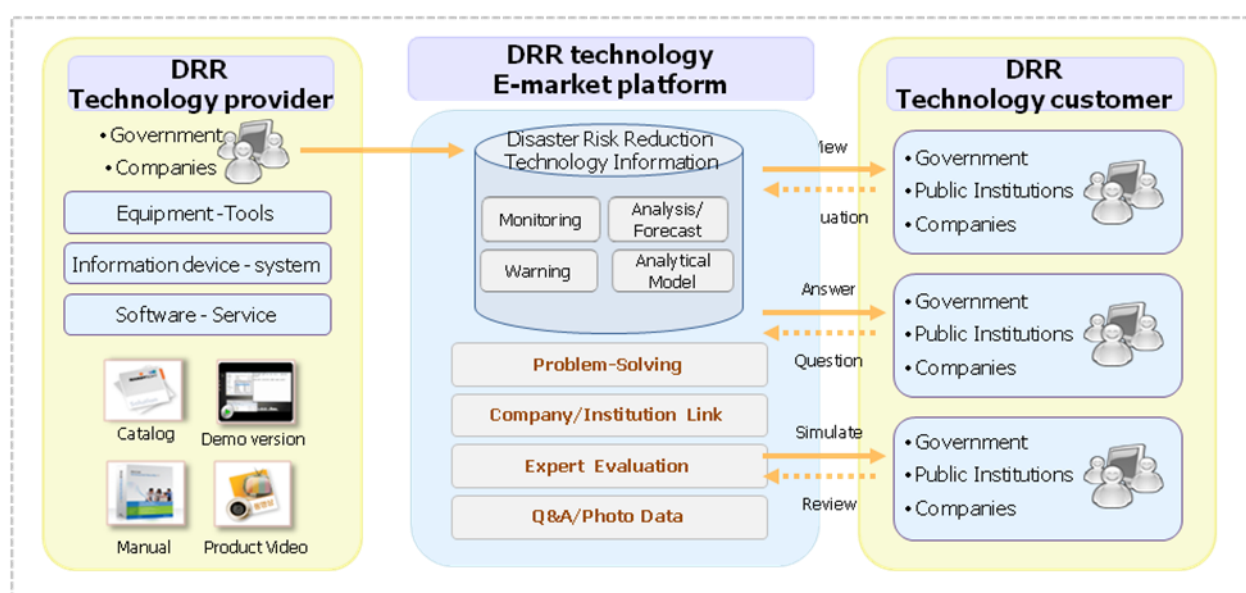 DRR
Technology provider
• Government
• Companies
Equipment -Tools
Information device - system
Software - Service
Catalog
Demo version
Manual
Product Video
DRR technology
E-market platform
Disaster Risk Reduction
Technology Information
Monitoring
Analysis/
Forecast
Warning
Analytical
Model
Problem-Solving
Company/Institution Link
Expert Evaluation
Q&A/Photo Data
Answer
Question
Simulate
Review
DRR
Technology customer
• Government
• Public Institutions
• Companies
• Government
• Public Institutions
• Companies
• Government
• Public Institutions
• Companies